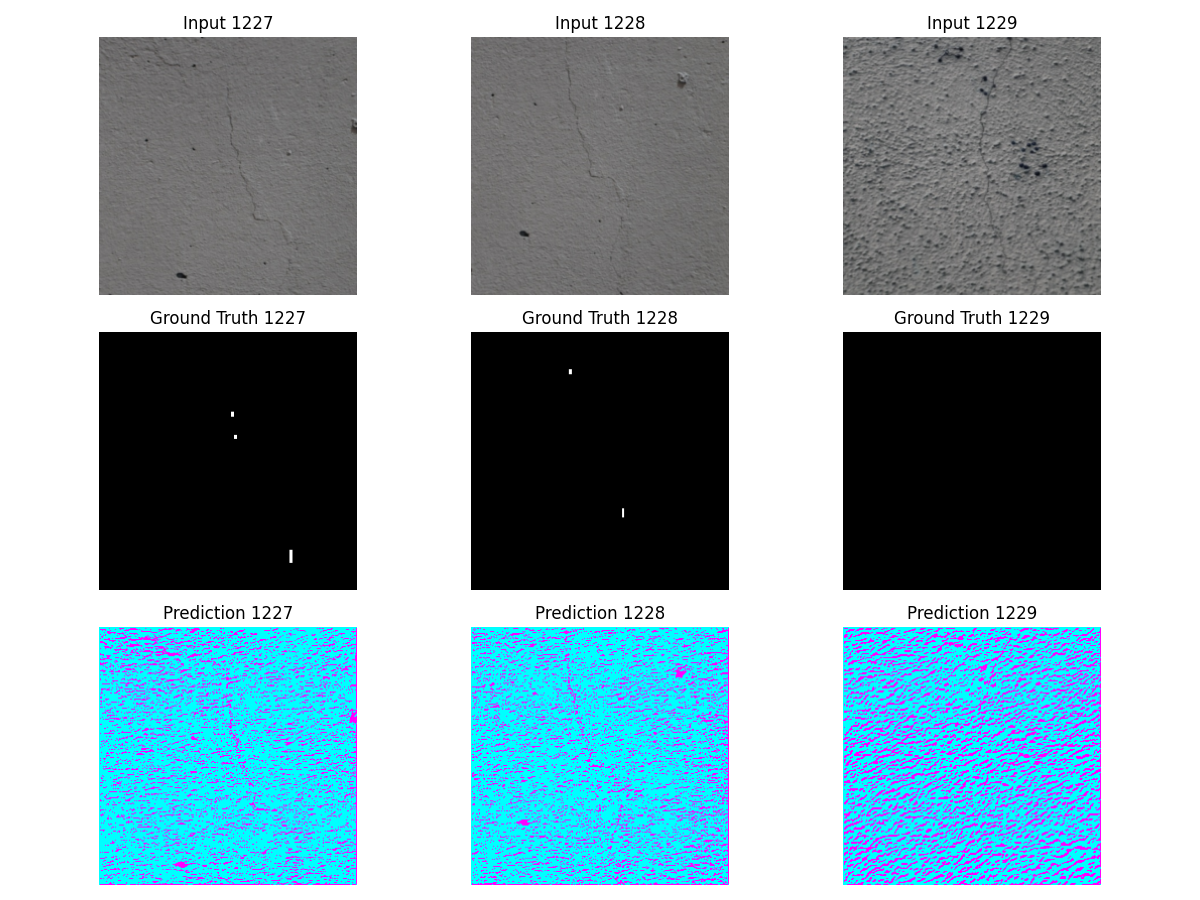 Input 1227
Input 1228
Input 1229
Ground Truth 1227
Ground Truth 1228
Ground Truth 1229
Prediction 1227
Prediction 1228
Prediction 1229